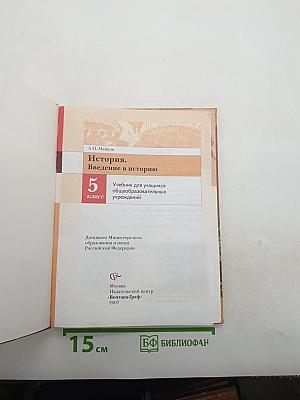 А.Н. Майков
История.
Введение в историю
5
класс
Учебник для учащихся
общеобразовательных
учреждений
Допущено Министерством
образования и науки
Российской Федерации
Москва
Издательский центр
«Вентана-Граф»
2007
15 см
БФ БИБЛИОФАН